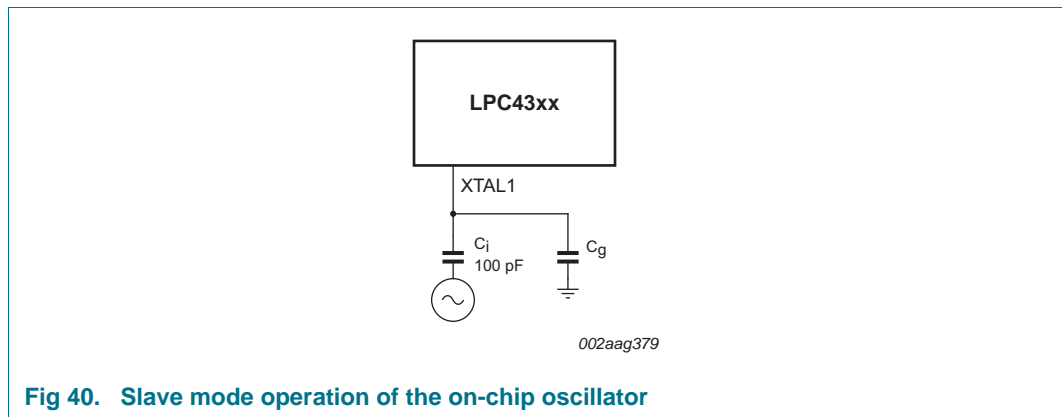 LPC43xx
XTAL1
Ci
100 pF
Cg
002aag379
Fig 40. Slave mode operation of the on-chip oscillator